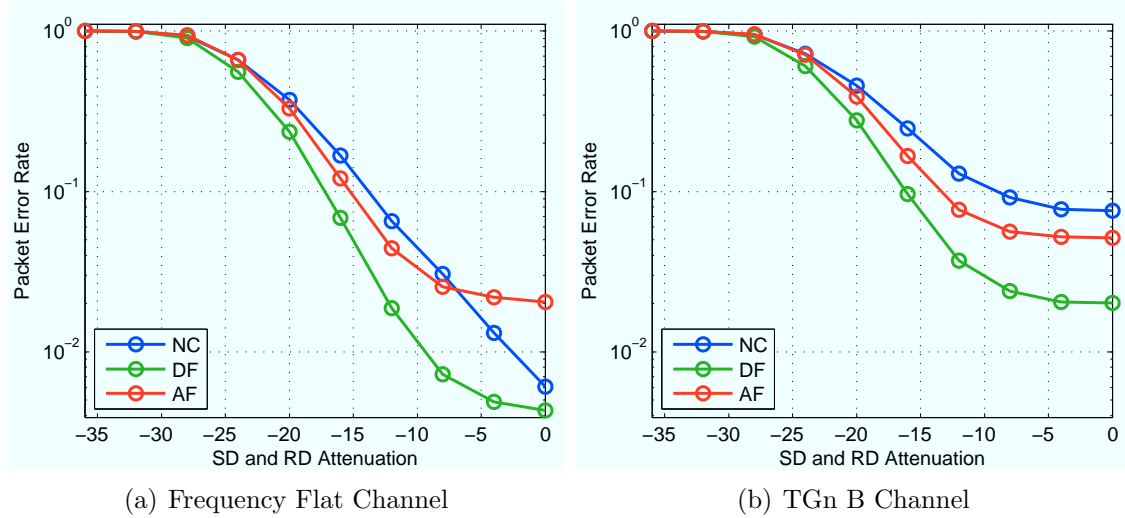 10^0
10^-1
10^-2
Packet Error Rate
NC
DF
AF
−35 −30 −25 −20 −15 −10 −5 0
SD and RD Attenuation
(a) Frequency Flat Channel
10^0
10^-1
10^-2
Packet Error Rate
NC
DF
AF
−35 −30 −25 −20 −15 −10 −5 0
SD and RD Attenuation
(b) TGn B Channel